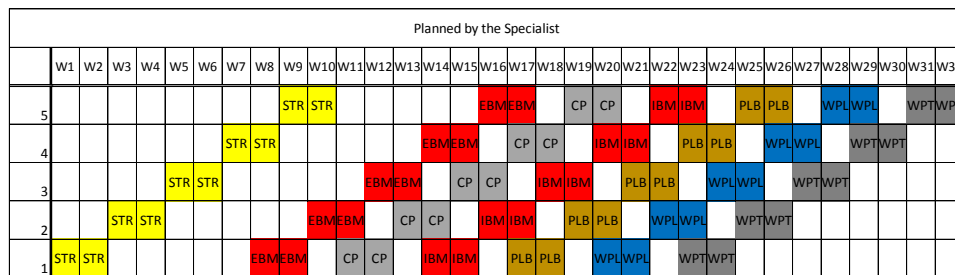 Planned by the Specialist
W1 W2 W3 W4 W5 W6 W7 W8 W9 W10 W11 W12 W13 W14 W15 W16 W17 W18 W19 W20 W21 W22 W23 W24 W25 W26 W27 W28 W29 W30 W31 W3
5 STR STR EBM EBM CP CP IBM IBM PLB PLB WPL WPL WPT WP
4 STR STR EBM EBM CP CP IBM IBM PLB PLB WPL WPL WPT WPT
3 STR STR EBM EBM CP CP IBM IBM PLB PLB WPL WPL WPT WPT
2 STR STR EBM EBM CP CP IBM IBM PLB PLB WPL WPL WPT WPT
1 STR STR EBM EBM CP CP IBM IBM PLB PLB WPL WPL WPT WPT